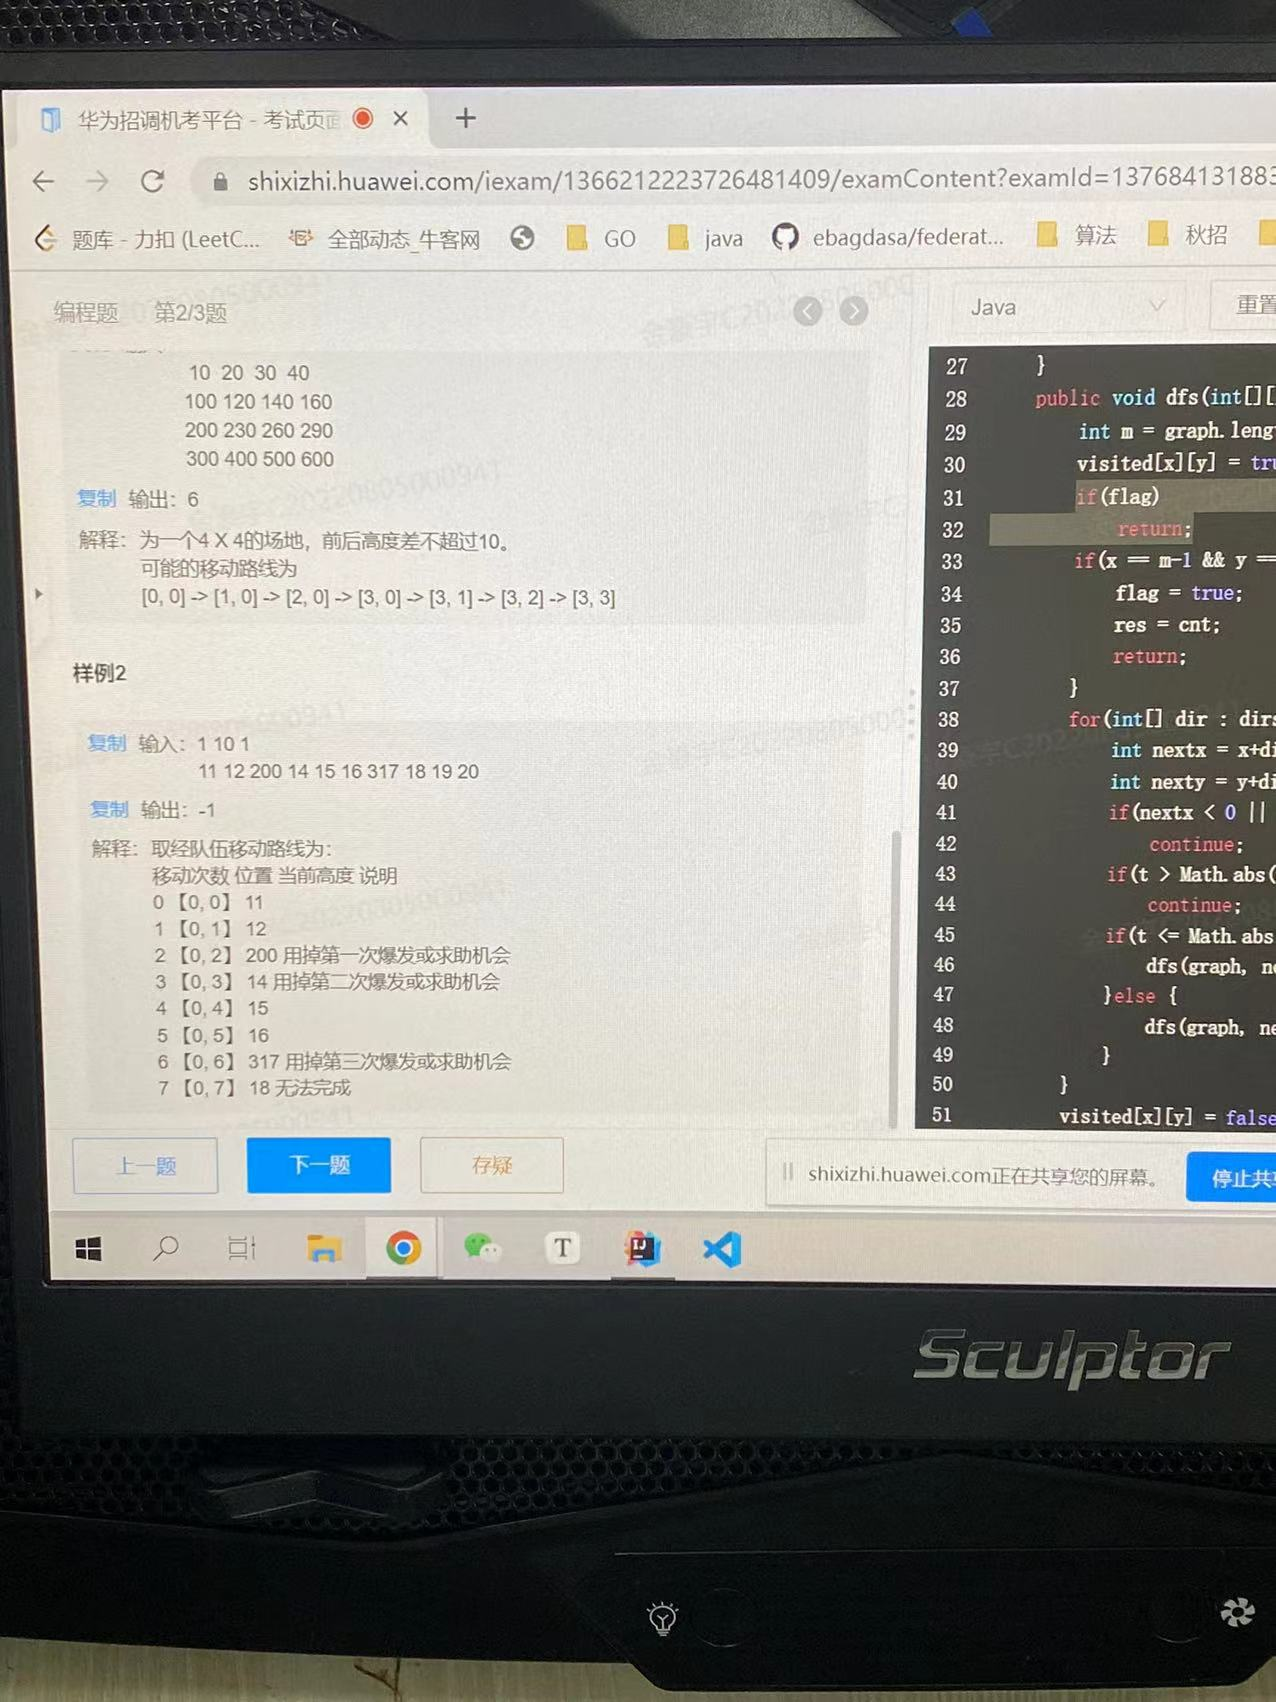 华为招调机考平台 - 考试页面
shixizhi.huawei.com/iexam/1366212223726481409/examContent?examId=137684131883
题库 - 力扣 (LeetC...
全部动态_牛客网
GO
java
ebagdasa/federat...
算法
秋招
编程题 第2/3题
Java
重置
10 20 30 40
100 120 140 160
200 230 260 290
300 400 500 600
复制 输出：6
解释：为一个4 X 4的场地，前后高度差不超过10。
可能的移动路线为
[0, 0] -> [1, 0] -> [2, 0] -> [3, 0] -> [3, 1] -> [3, 2] -> [3, 3]
样例2
复制 输入：1 10 1
11 12 200 14 15 16 317 18 19 20
复制 输出：-1
解释：取经队伍移动路线为：
移动次数 位置 当前高度 说明
0 【0, 0】 11
1 【0, 1】 12
2 【0, 2】 200 用掉第一次爆发或求助机会
3 【0, 3】 14 用掉第二次爆发或求助机会
4 【0, 4】 15
5 【0, 5】 16
6 【0, 6】 317 用掉第三次爆发或求助机会
7 【0, 7】 18 无法完成
上一题
下一题
存疑
27 }
28 public void dfs(int[][
29 int m = graph.leng
30 visited[x][y] = tru
31 if(flag)
32 return;
33 if(x == m-1 && y ==
34 flag = true;
35 res = cnt;
36 return;
37 }
38 for(int[] dir : dirs
39 int nextx = x+di
40 int nexty = y+di
41 if(nextx < 0 ||
42 continue;
43 if(t > Math.abs(
44 continue;
45 if(t <= Math.abs
46 dfs(graph, ne
47 }else {
48 dfs(graph, ne
49 }
50 }
51 visited[x][y] = false
shixizhi.huawei.com正在共享您的屏幕。
停止共
Sculptor